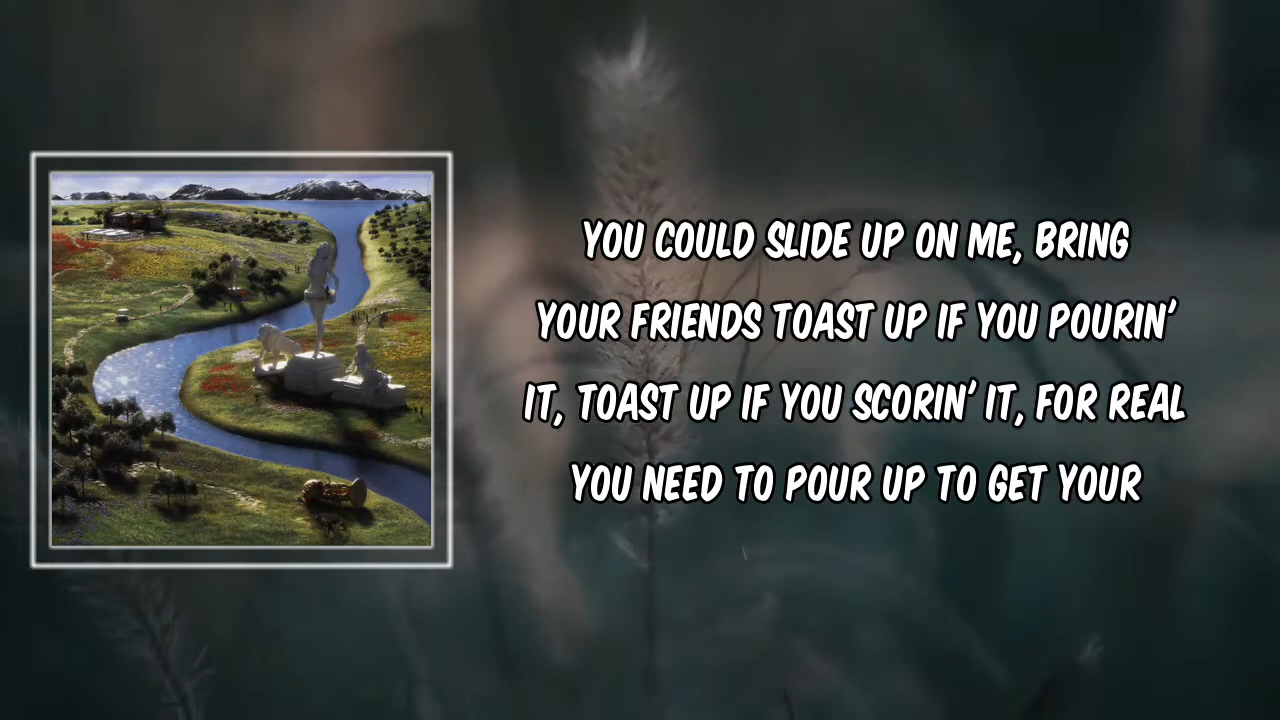 YOU COULD SLIDE UP ON ME, BRING
YOUR FRIENDS TOAST UP IF YOU POURIN'
IT, TOAST UP IF YOU SCORIN' IT, FOR REAL
YOU NEED TO POUR UP TO GET YOUR